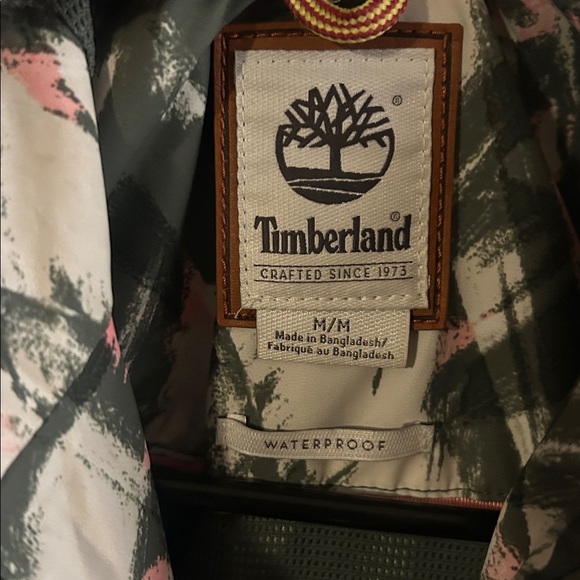 ®
Timberland®
CRAFTED SINCE 1973
M/M
Made in Bangladesh/
Fabriqué au Bangladesh
WATERPROOF